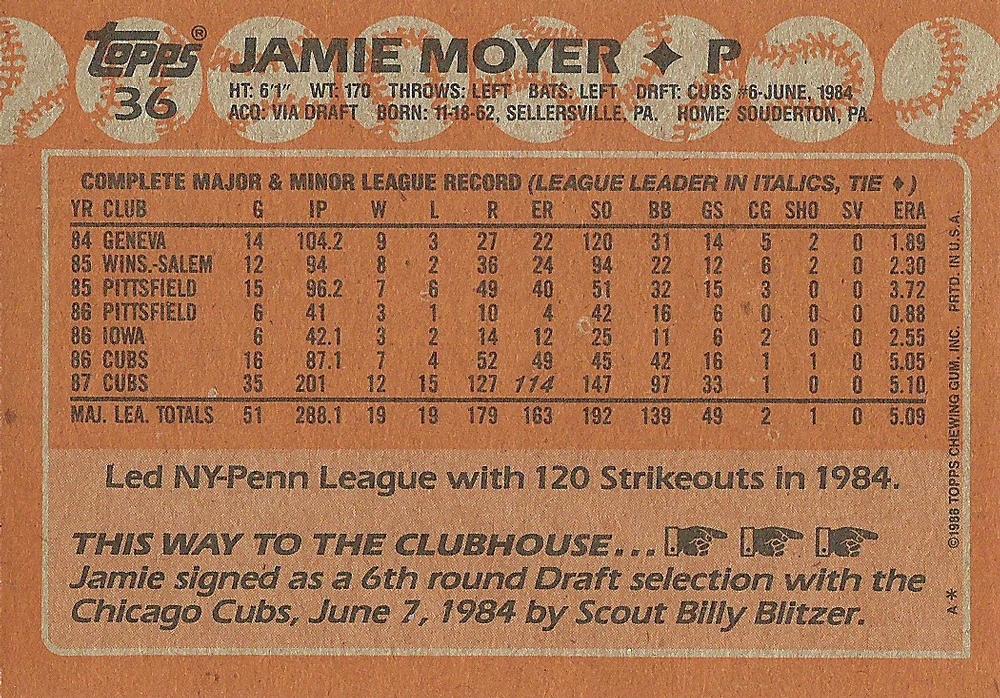 topps®
36
JAMIE MOYER ✦ P
HT: 6'1" WT: 170 THROWS: LEFT BATS: LEFT DRFT: CUBS #6-JUNE, 1984
ACQ: VIA DRAFT BORN: 11-18-62, SELLERSVILLE, PA. HOME: SOUDERTON, PA.
COMPLETE MAJOR & MINOR LEAGUE RECORD (LEAGUE LEADER IN ITALICS, TIE ♦)
YR CLUB G IP W L R ER SO BB GS CG SHO SV ERA
84 GENEVA 14 104.2 9 3 27 22 120 31 14 5 2 0 1.89
85 WINS.-SALEM 12 94 8 2 36 24 94 22 12 6 2 0 2.30
85 PITTSFIELD 15 96.2 7 6 49 40 51 32 15 3 0 0 3.72
86 PITTSFIELD 6 41 3 1 10 4 42 16 6 0 0 0 0.88
86 IOWA 6 42.1 3 2 14 12 25 11 6 2 0 0 2.55
86 CUBS 16 87.1 7 4 52 49 45 42 16 1 1 0 5.05
87 CUBS 35 201 12 15 127 114 147 97 33 1 0 0 5.10
MAJ. LEA. TOTALS 51 288.1 19 19 179 163 192 139 49 2 1 0 5.09
Led NY-Penn League with 120 Strikeouts in 1984.
THIS WAY TO THE CLUBHOUSE...
Jamie signed as a 6th round Draft selection with the
Chicago Cubs, June 7, 1984 by Scout Billy Blitzer.
A* ©1988 TOPPS CHEWING GUM, INC. PRTD. IN U.S.A.